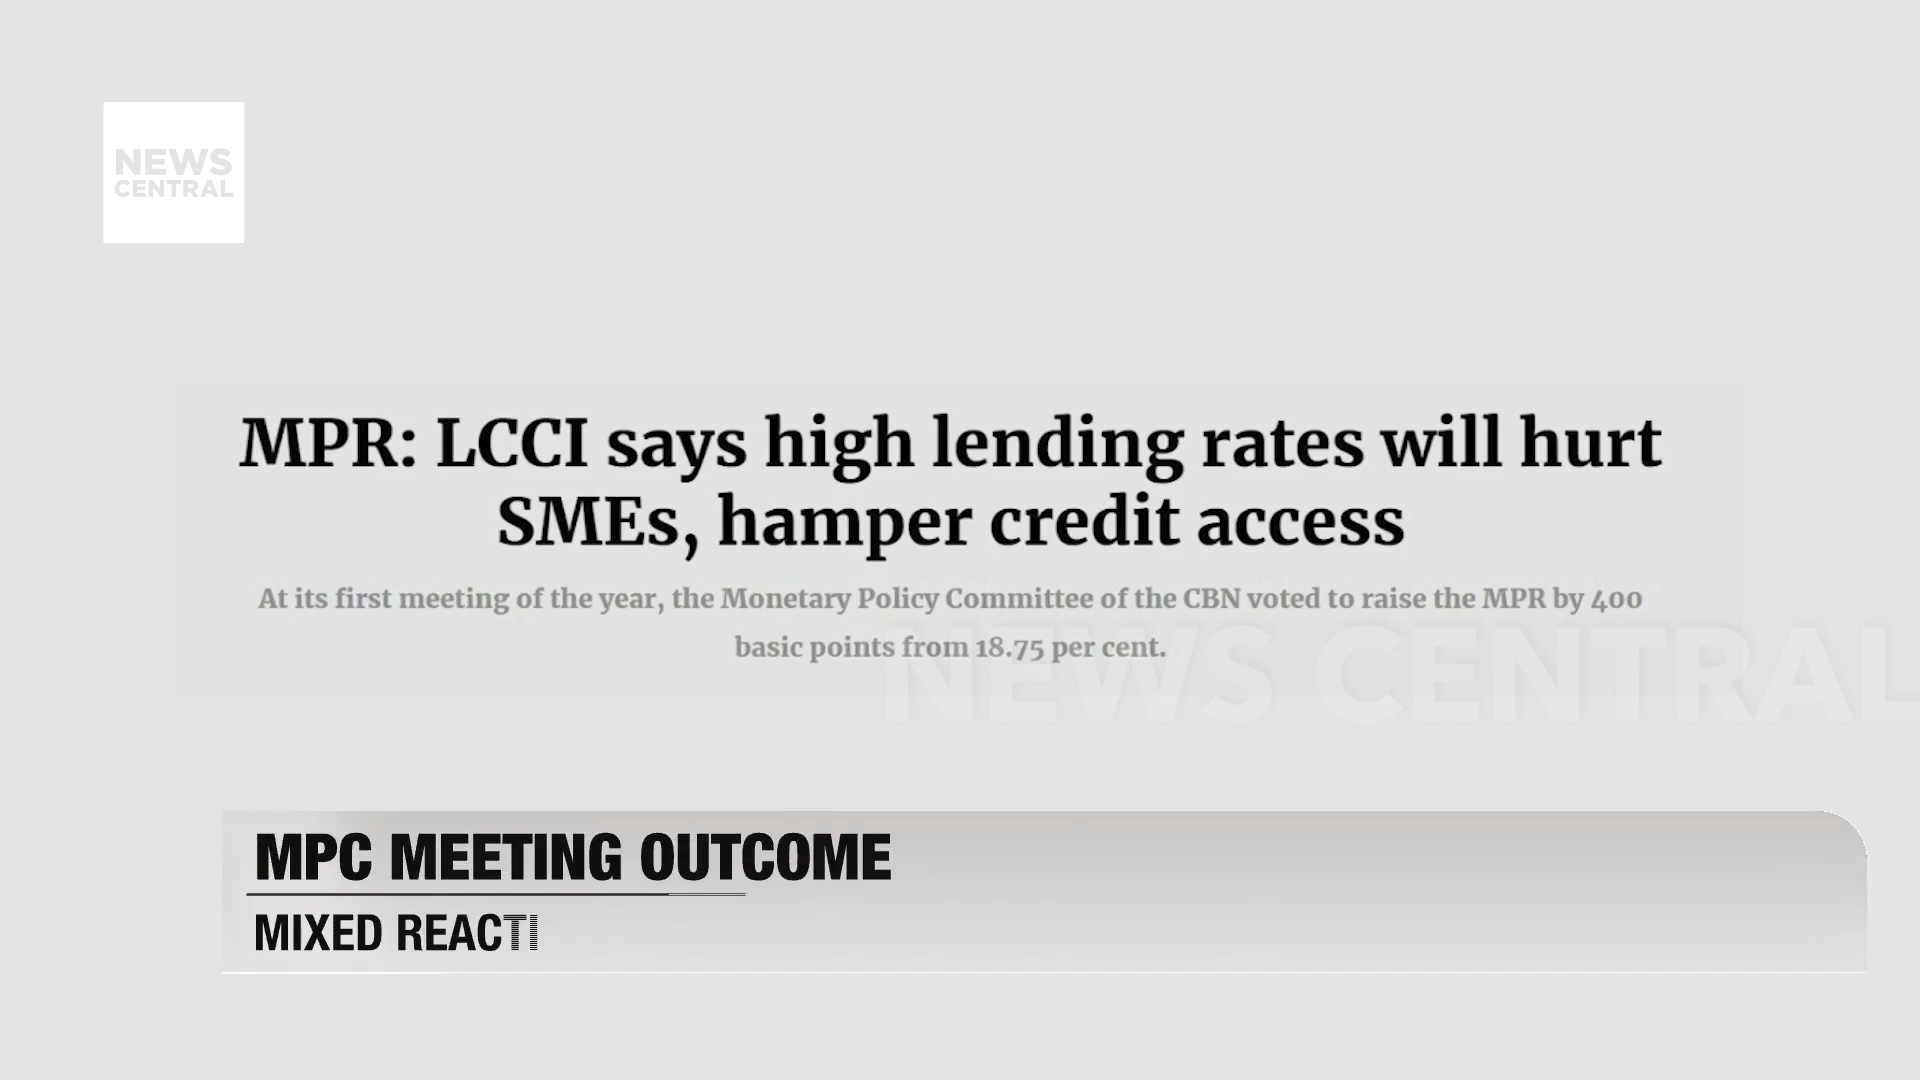 NEWS
CENTRAL
MPR: LCCI says high lending rates will hurt
SMEs, hamper credit access
At its first meeting of the year, the Monetary Policy Committee of the CBN voted to raise the MPR by 400
basic points from 18.75 per cent.
NEWS CENTRAL
MPC MEETING OUTCOME
MIXED REACTI